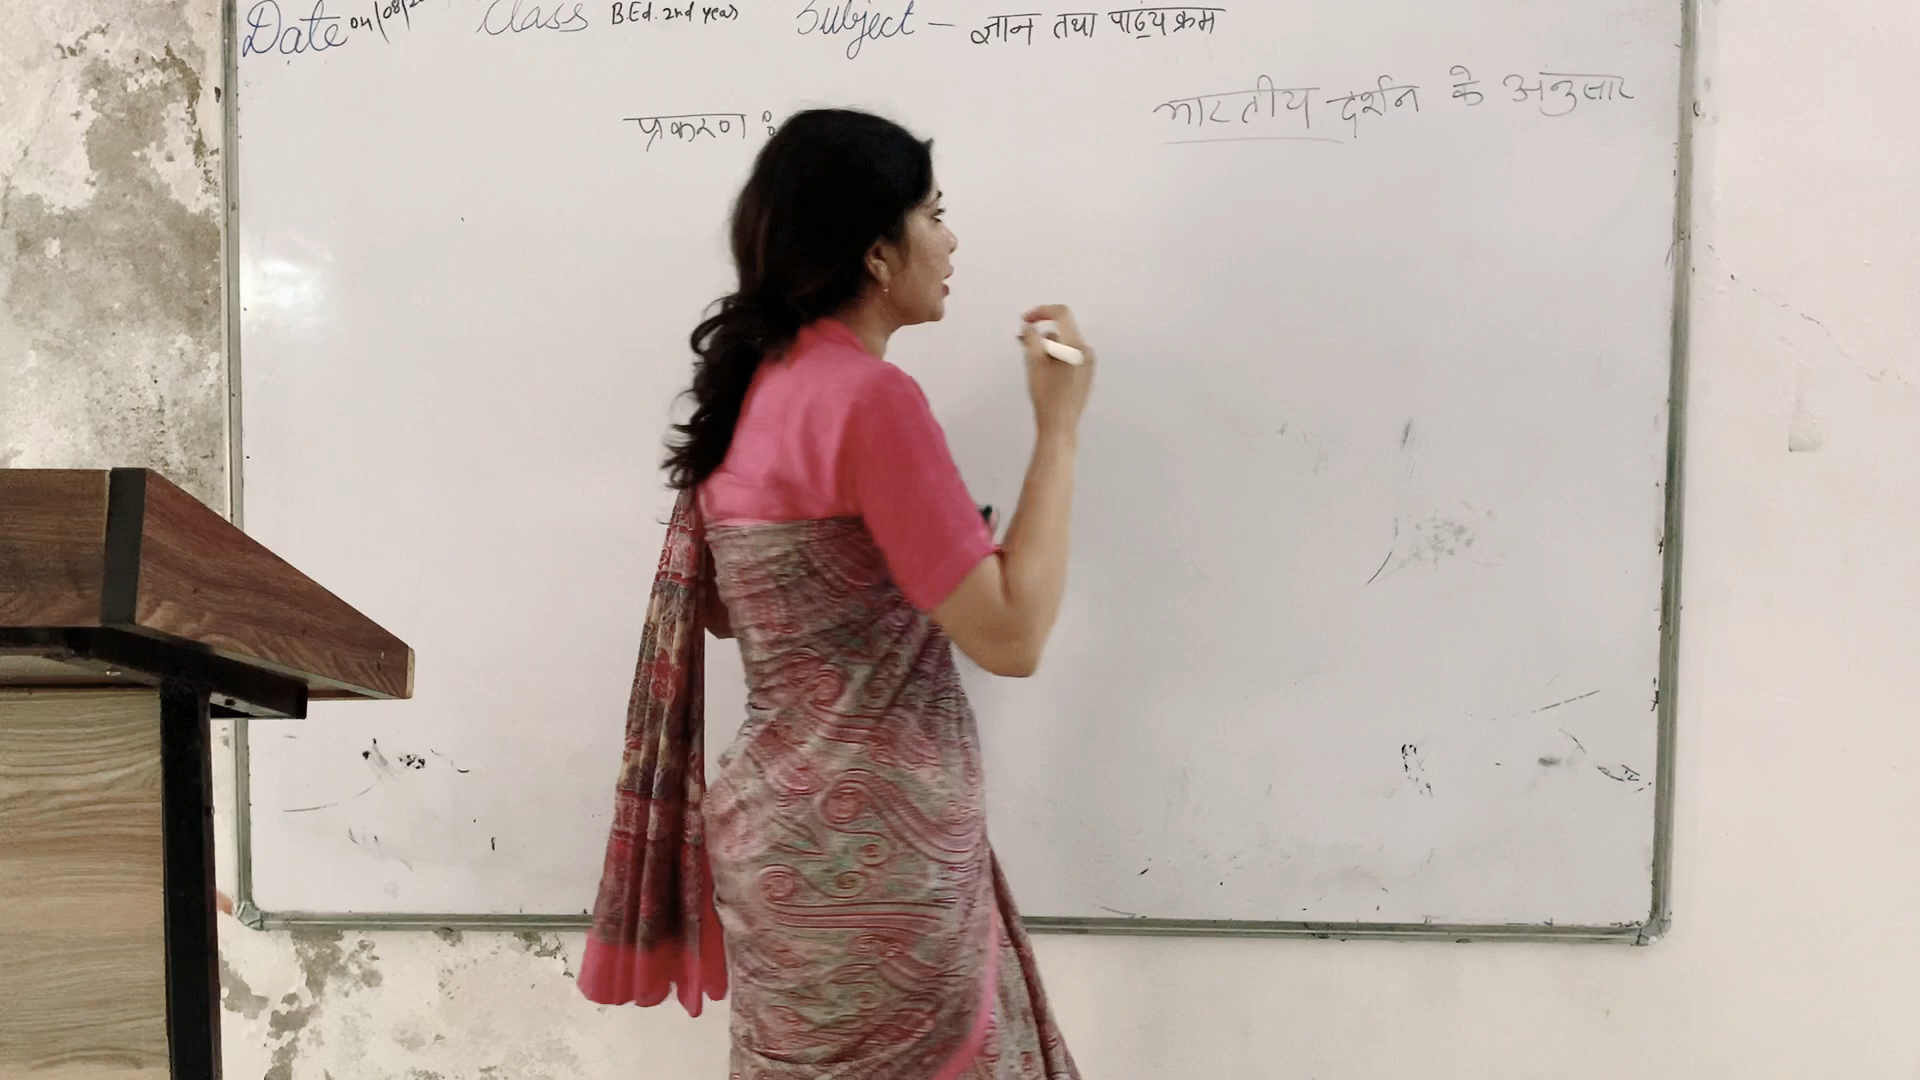 Date 04/08/2 Class B.Ed. 2nd year Subject - ज्ञान तथा पाठ्यक्रम
प्रकरण : भारतीय दर्शन के अनुसार